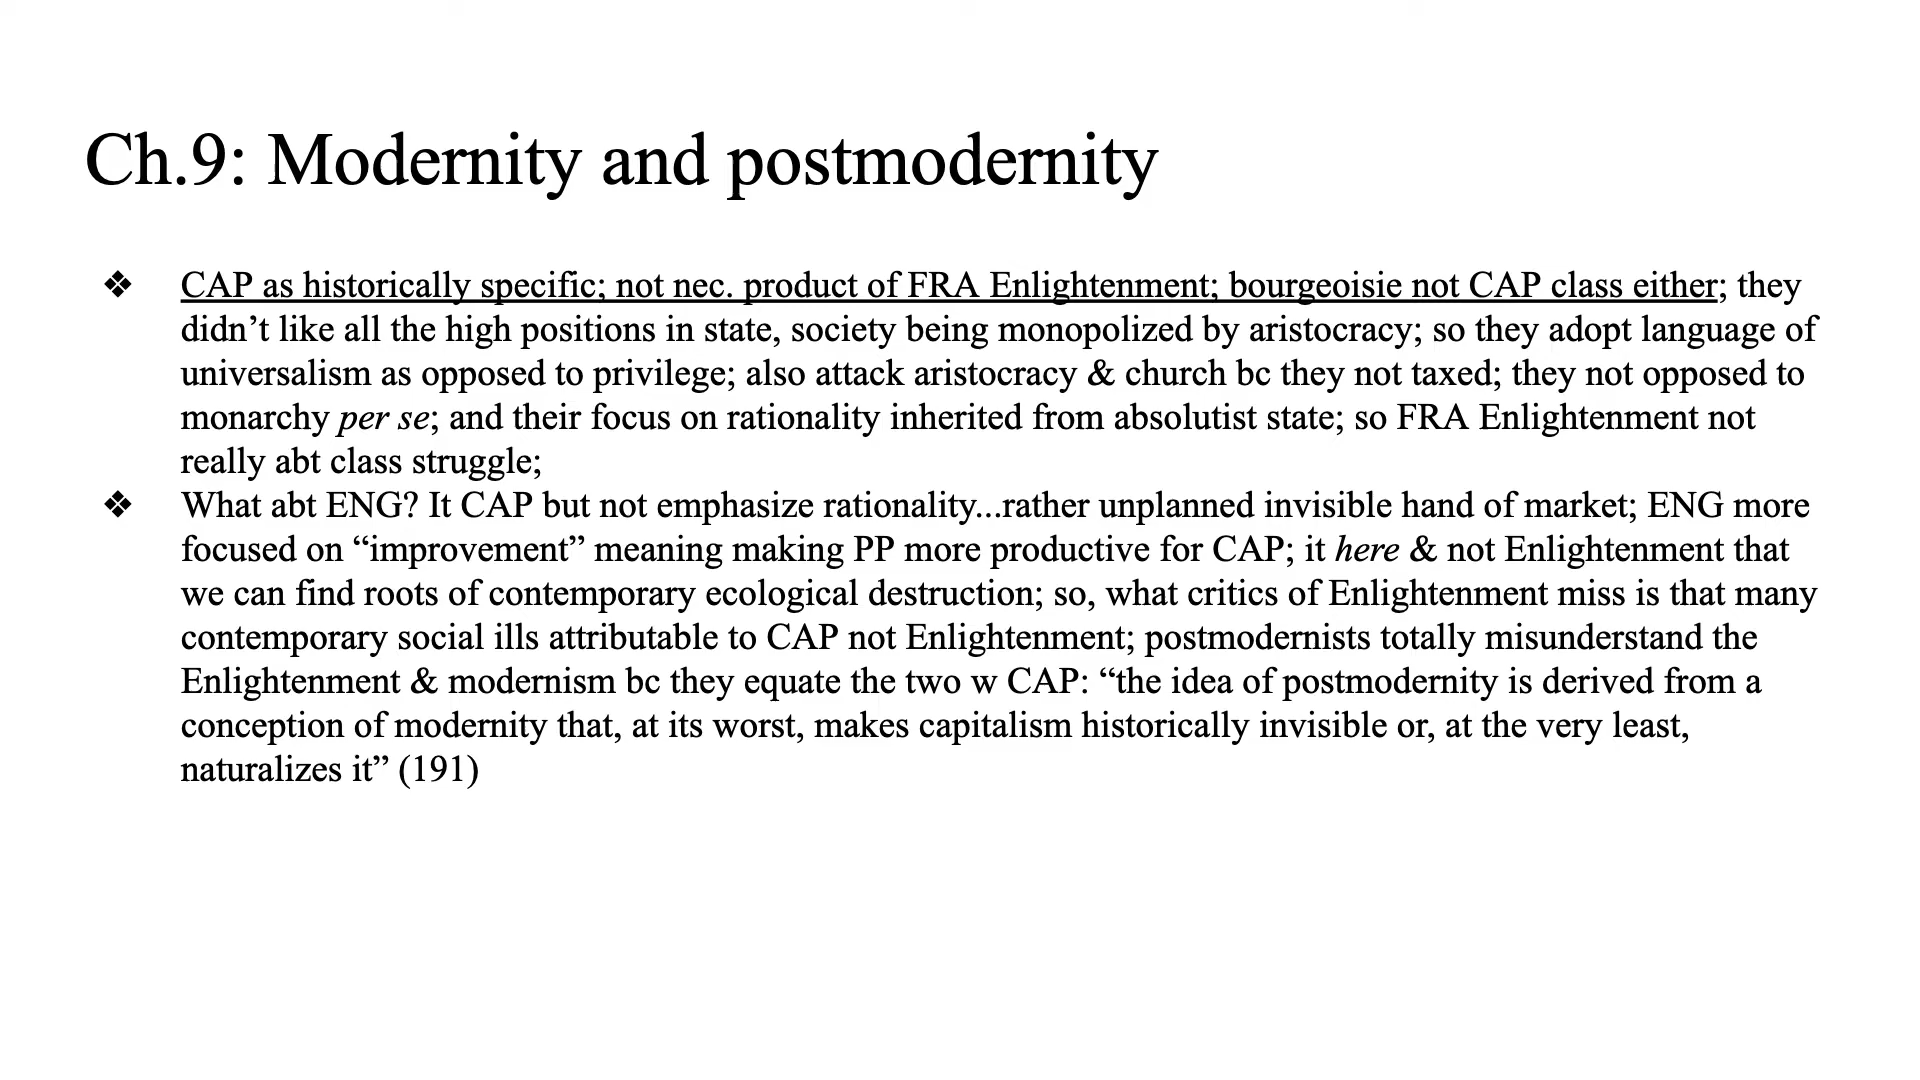 Ch.9: Modernity and postmodernity
❖ CAP as historically specific; not nec. product of FRA Enlightenment; bourgeoisie not CAP class either; they
didn’t like all the high positions in state, society being monopolized by aristocracy; so they adopt language of
universalism as opposed to privilege; also attack aristocracy & church bc they not taxed; they not opposed to
monarchy per se; and their focus on rationality inherited from absolutist state; so FRA Enlightenment not
really abt class struggle;
❖ What abt ENG? It CAP but not emphasize rationality...rather unplanned invisible hand of market; ENG more
focused on “improvement” meaning making PP more productive for CAP; it here & not Enlightenment that
we can find roots of contemporary ecological destruction; so, what critics of Enlightenment miss is that many
contemporary social ills attributable to CAP not Enlightenment; postmodernists totally misunderstand the
Enlightenment & modernism bc they equate the two w CAP: “the idea of postmodernity is derived from a
conception of modernity that, at its worst, makes capitalism historically invisible or, at the very least,
naturalizes it” (191)